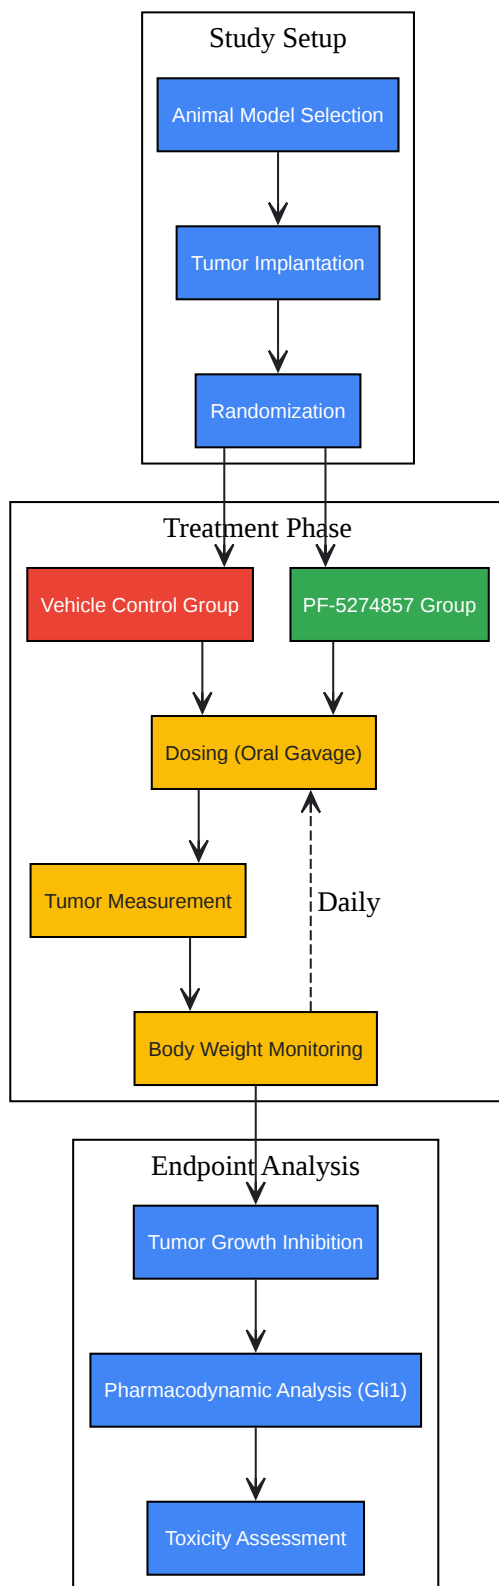 Study Setup
Animal Model Selection
Tumor Implantation
Randomization
Treatment Phase
Vehicle Control Group
PF-5274857 Group
Dosing (Oral Gavage)
Tumor Measurement
Daily
Body Weight Monitoring
Endpoint Analysis
Tumor Growth Inhibition
Pharmacodynamic Analysis (Gli1)
Toxicity Assessment